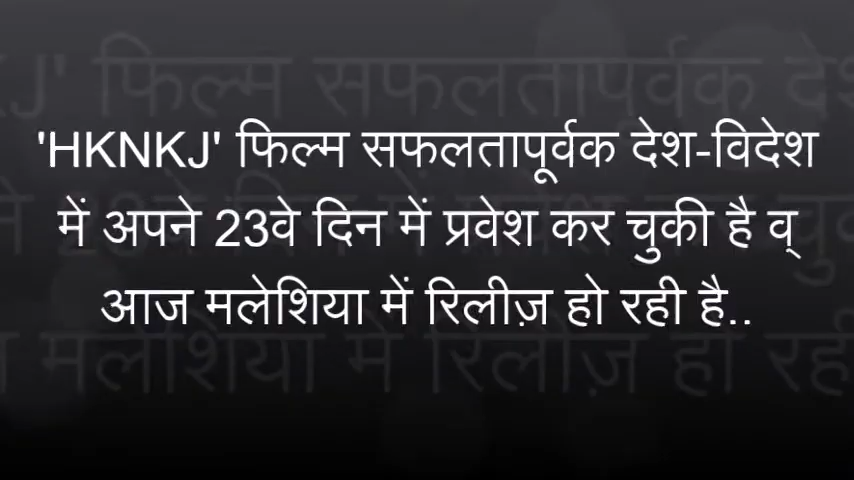 'HKNKJ' फिल्म सफलतापूर्वक देश-विदेश
में अपने 23वे दिन में प्रवेश कर चुकी है व्
आज मलेशिया में रिलीज़ हो रही है..